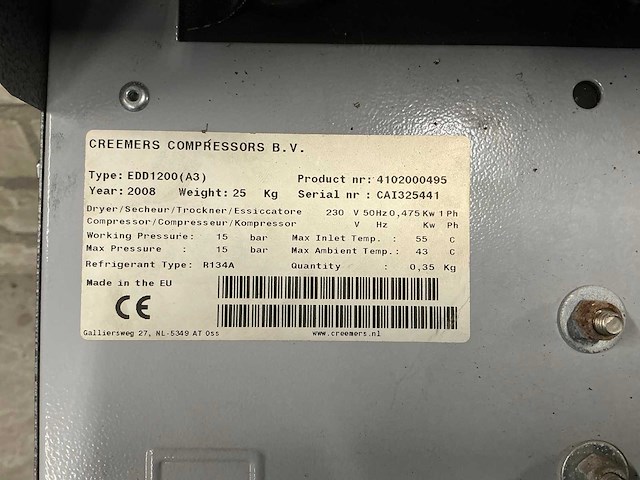 CREEMERS COMPRESSORS B.V.
Type: EDD1200(A3) Product nr: 4102000495
Year: 2008 Weight: 25 Kg Serial nr : CAI325441
Dryer/Secheur/Trockner/Essiccatore 230 V 50Hz 0,475 Kw 1 Ph
Compressor/Compresseur/Kompressor V Hz Kw Ph
Working Pressure: 15 bar Max Inlet Temp. : 55 C
Max Pressure : 15 bar Max Ambient Temp.: 43 C
Refrigerant Type: R134A Quantity : 0,35 Kg
Made in the EU
CE
Galliersweg 27, NL-5349 AT Oss www.creemers.nl